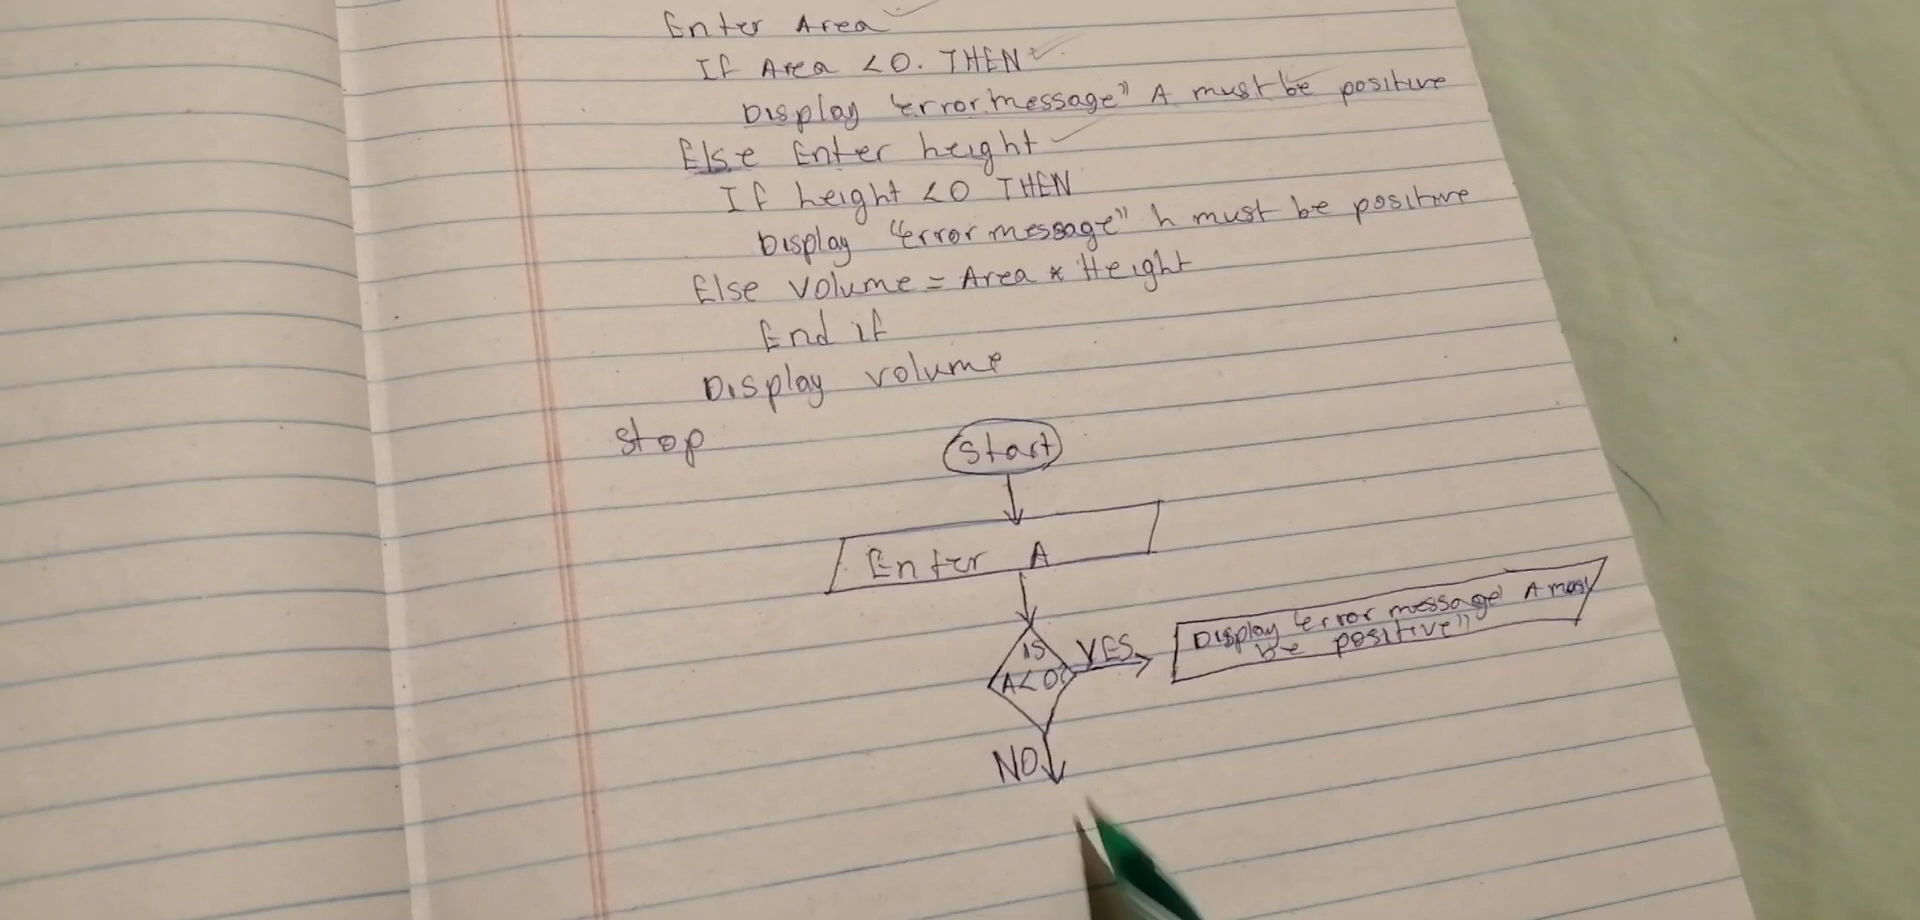 Enter Area
If Area <0. THEN
Display "error message" A must be positive
Else Enter height
If height <0 THEN
Display "error message" h must be positive
Else volume = Area * Height
End if
Display volume
Stop
Start
Enter A
IS
A<0?
YES
Display "error message A must
be positive"
NO